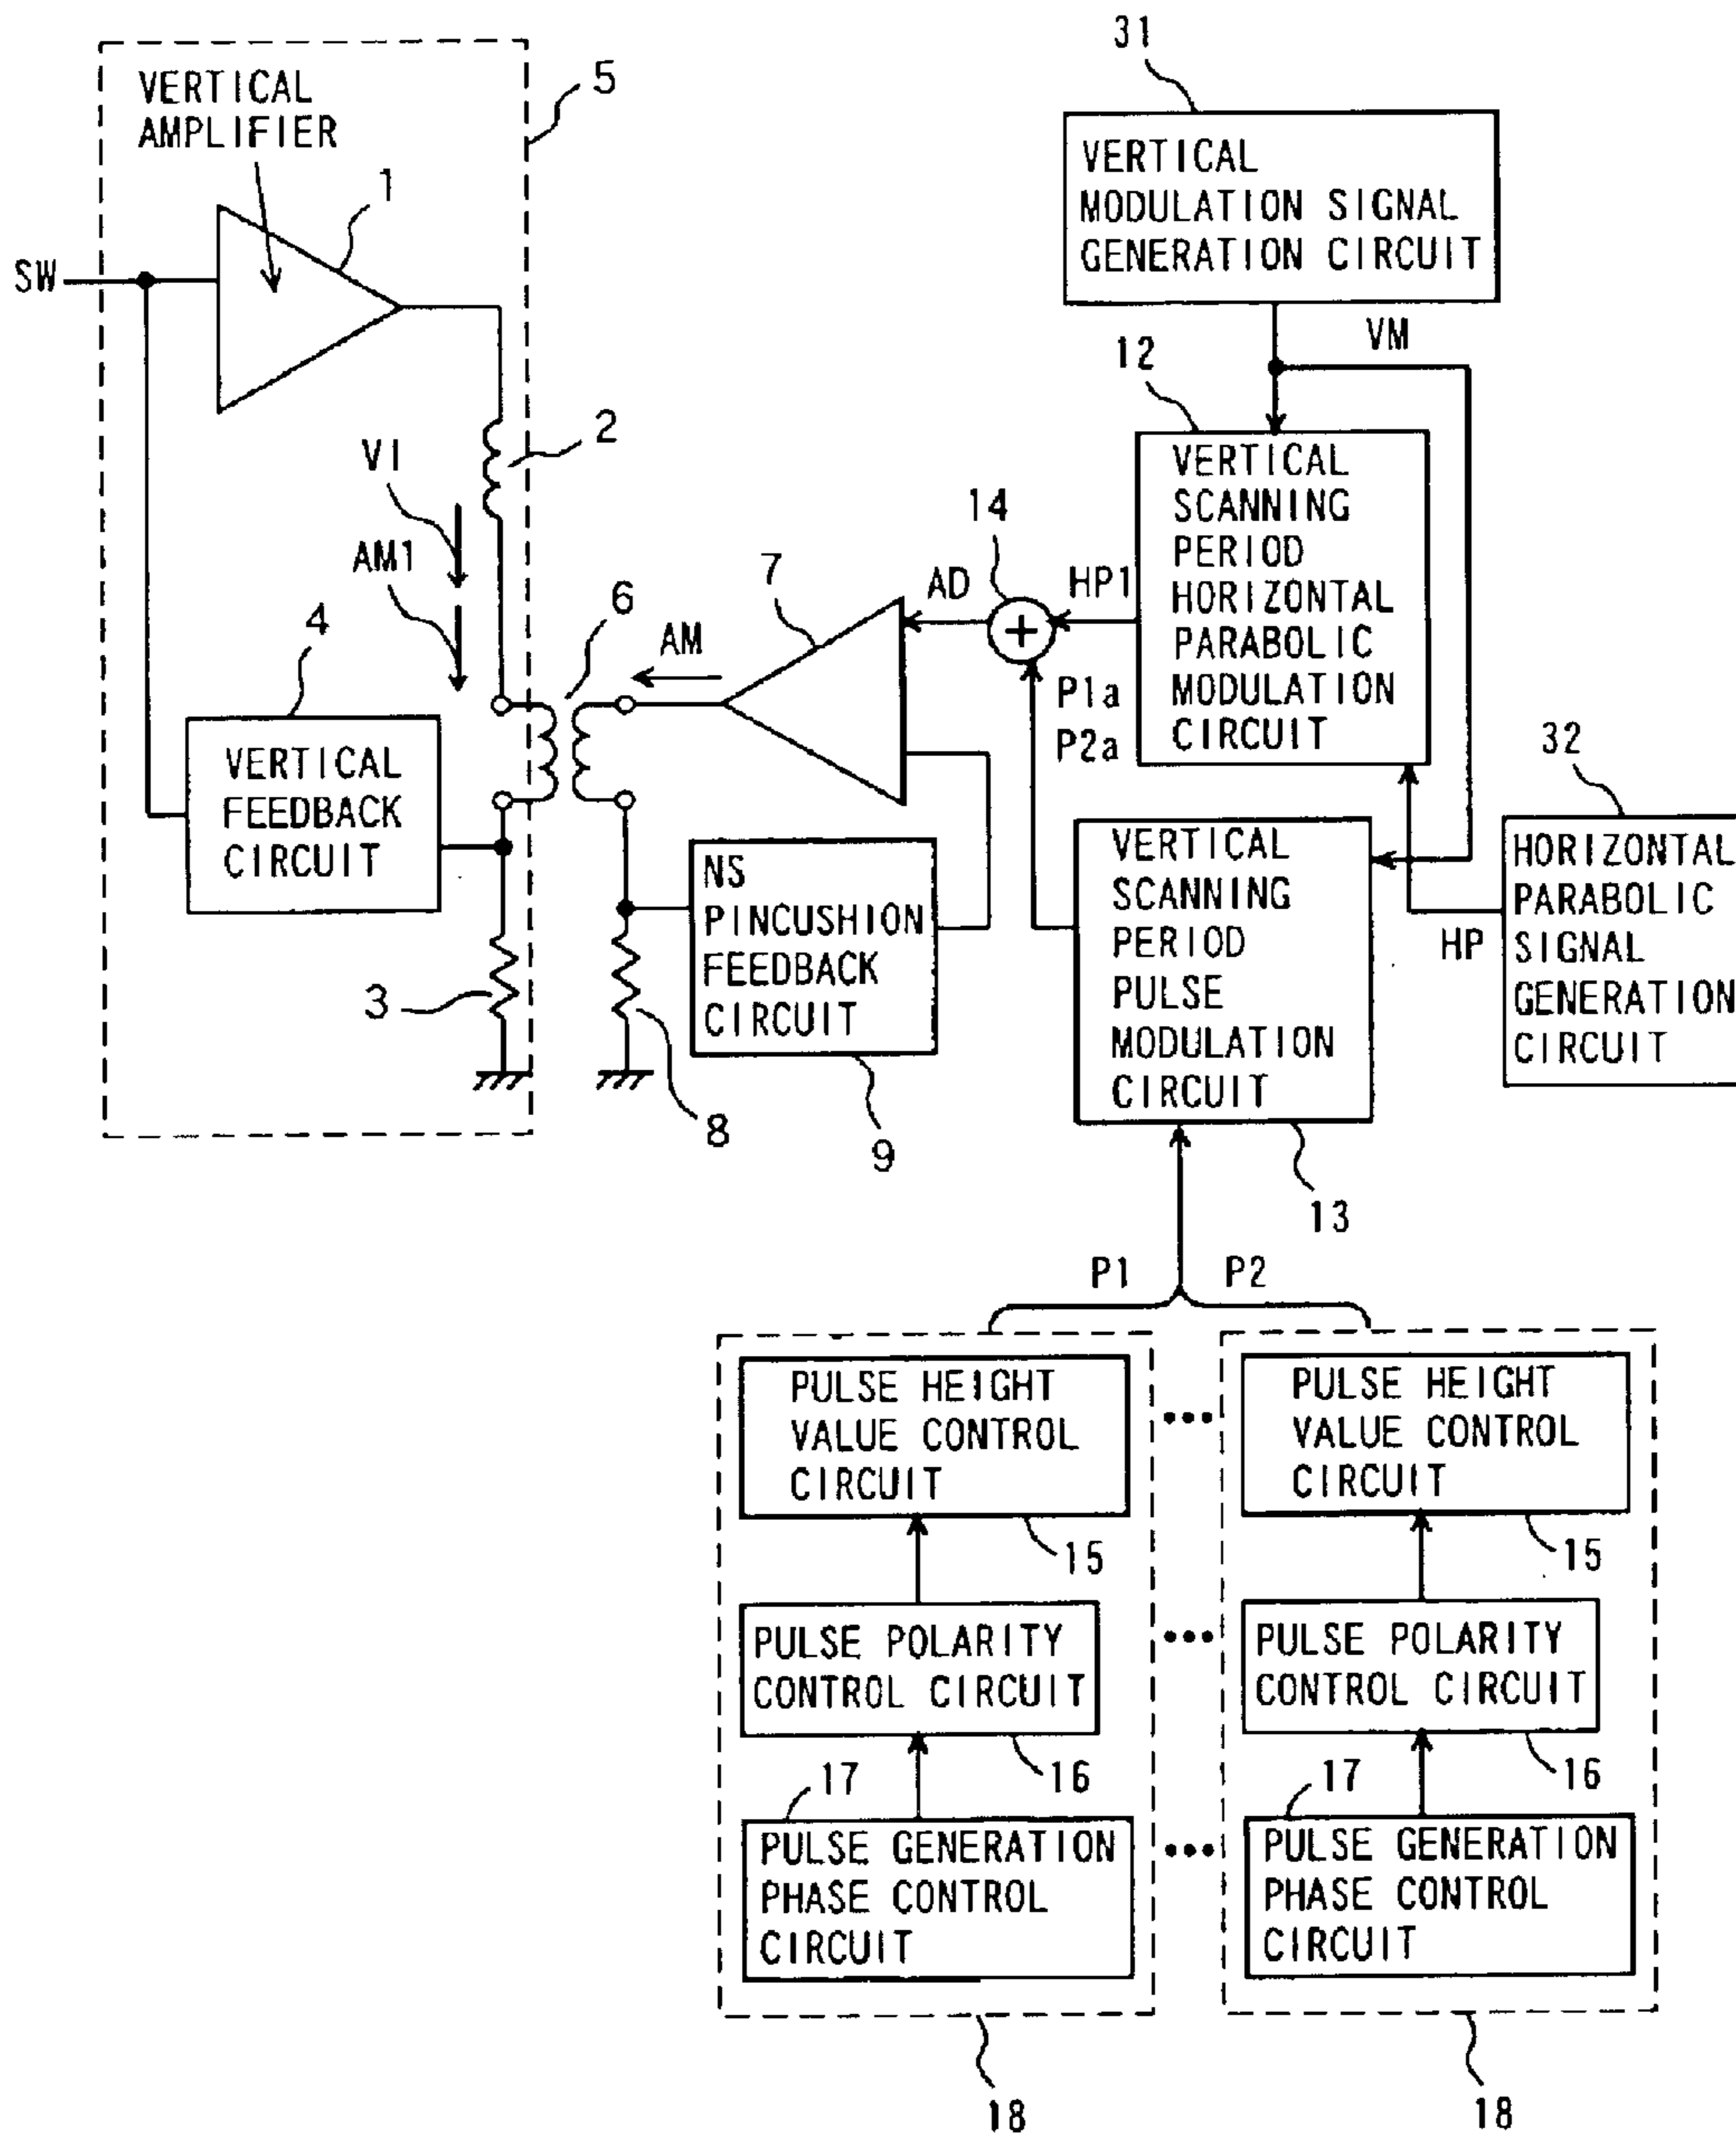 31
VERTICAL
AMPLIFIER
5
VERTICAL
MODULATION SIGNAL
GENERATION CIRCUIT
1
SW
VM
12
2
VI
VERTICAL
SCANNING
PERIOD
HORIZONTAL
PARABOLIC
MODULATION
CIRCUIT
14
AM1
7
AD
HP1
6
4
AM
P1a
P2a
32
VERTICAL
FEEDBACK
CIRCUIT
VERTICAL
SCANNING
PERIOD
PULSE
MODULATION
CIRCUIT
HORIZONTAL
PARABOLIC
SIGNAL
GENERATION
CIRCUIT
NS
PINCUSHION
FEEDBACK
CIRCUIT
HP
3
8
9
13
P1
P2
PULSE HEIGHT
VALUE CONTROL
CIRCUIT
•••
PULSE HEIGHT
VALUE CONTROL
CIRCUIT
15
15
PULSE POLARITY
CONTROL CIRCUIT
•••
PULSE POLARITY
CONTROL CIRCUIT
17
16
17
16
PULSE GENERATION
PHASE CONTROL
CIRCUIT
•••
PULSE GENERATION
PHASE CONTROL
CIRCUIT
18
18